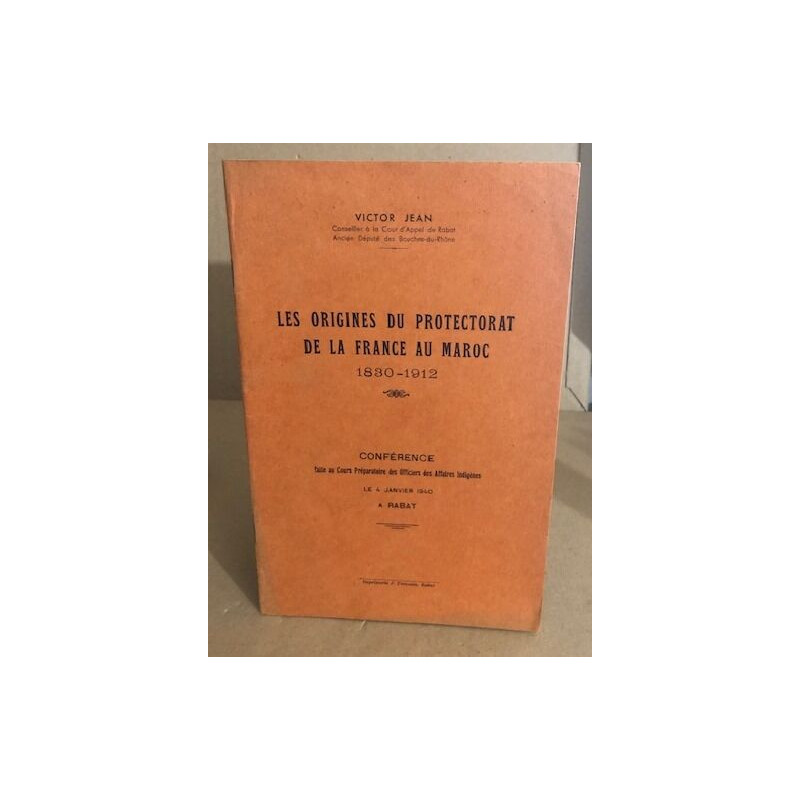 VICTOR JEAN
Conseiller à la Cour d'Appel de Rabat
Ancien Député des Bouches-du-Rhône
LES ORIGINES DU PROTECTORAT
DE LA FRANCE AU MAROC
1830-1912
CONFÉRENCE
faite au Cours Préparatoire des Officiers des Affaires Indigènes
LE 4 JANVIER 1940
A RABAT
Imprimerie F. Rabat